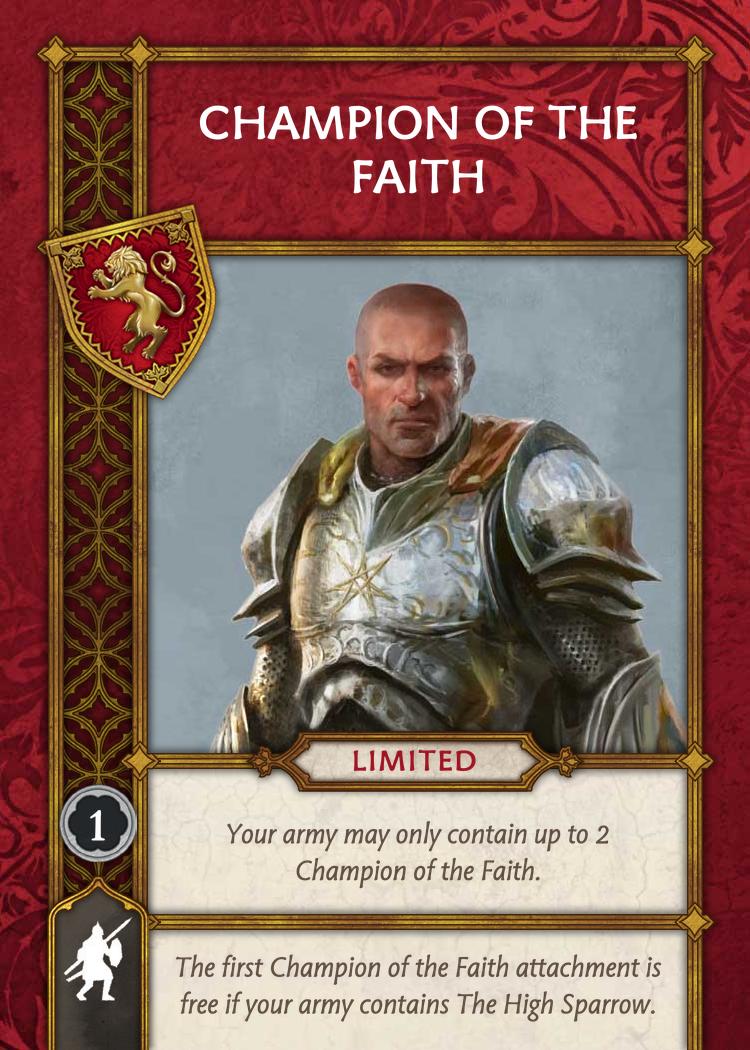 CHAMPION OF THE
FAITH
LIMITED
1
Your army may only contain up to 2
Champion of the Faith.
The first Champion of the Faith attachment is
free if your army contains The High Sparrow.